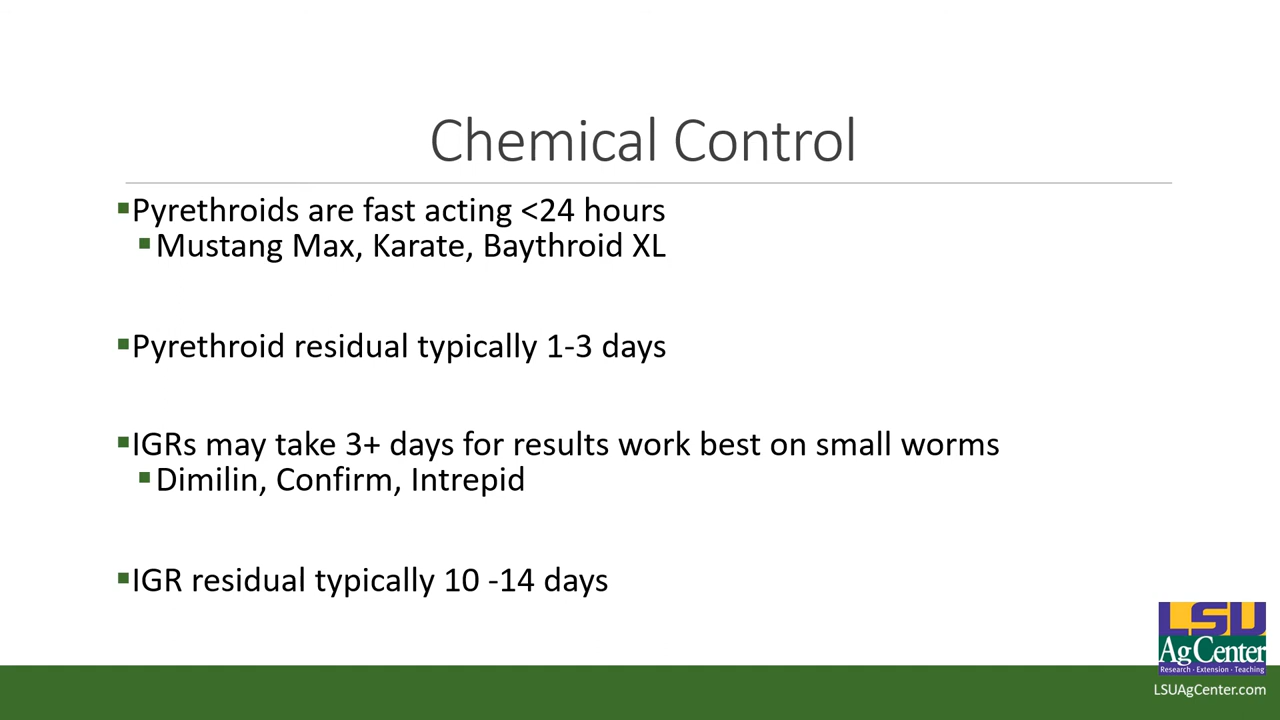 Chemical Control
▪Pyrethroids are fast acting <24 hours
▪Mustang Max, Karate, Baythroid XL
▪Pyrethroid residual typically 1-3 days
▪IGRs may take 3+ days for results work best on small worms
▪Dimilin, Confirm, Intrepid
▪IGR residual typically 10 -14 days
LSU
AgCenter
Research · Extension · Teaching
LSUAgCenter.com